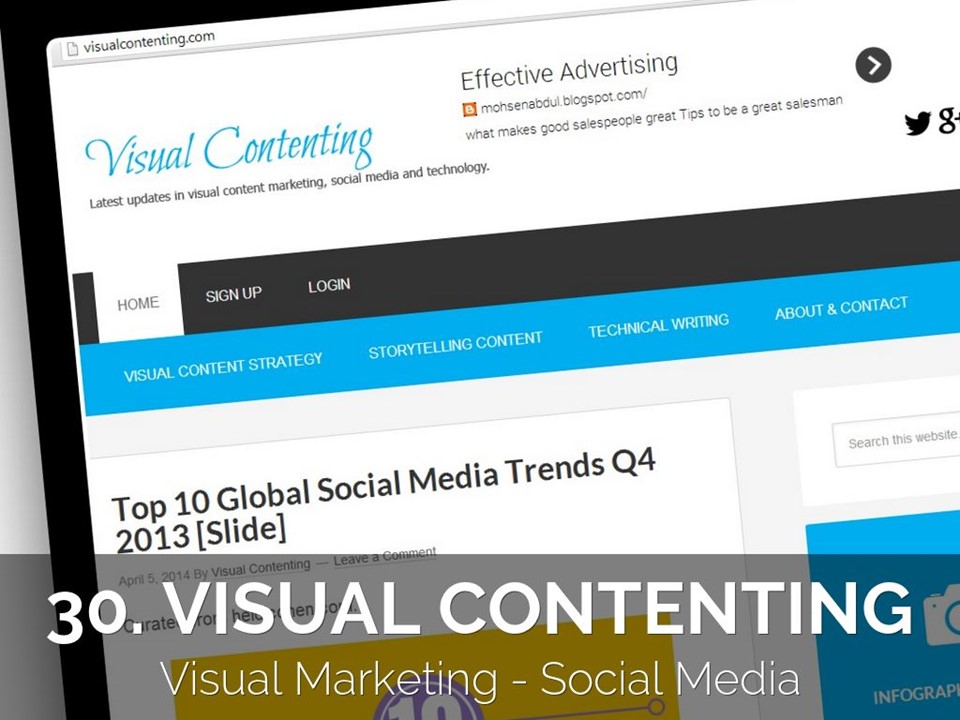 visualcontenting.com
Effective Advertising
mohsenabdul.blogspot.com/
what makes good salespeople great Tips to be a great salesman
Visual Contenting
Latest updates in visual content marketing, social media and technology.
HOME SIGN UP LOGIN
VISUAL CONTENT STRATEGY STORYTELLING CONTENT TECHNICAL WRITING ABOUT & CONTACT
Search this website.
Top 10 Global Social Media Trends Q4
2013 [Slide]
April 5, 2014 By Visual Contenting — Leave a Comment
30. VISUAL CONTENTING
Visual Marketing - Social Media
10